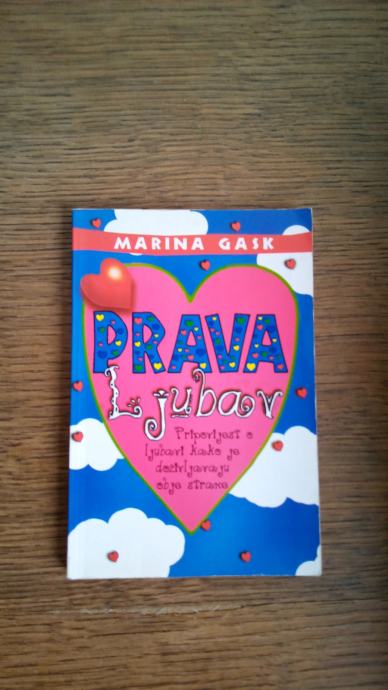 MARINA GASK
PRAVA
Ljubav
Pripovijest o
ljubavi kako je
doživljavaju
obje strane